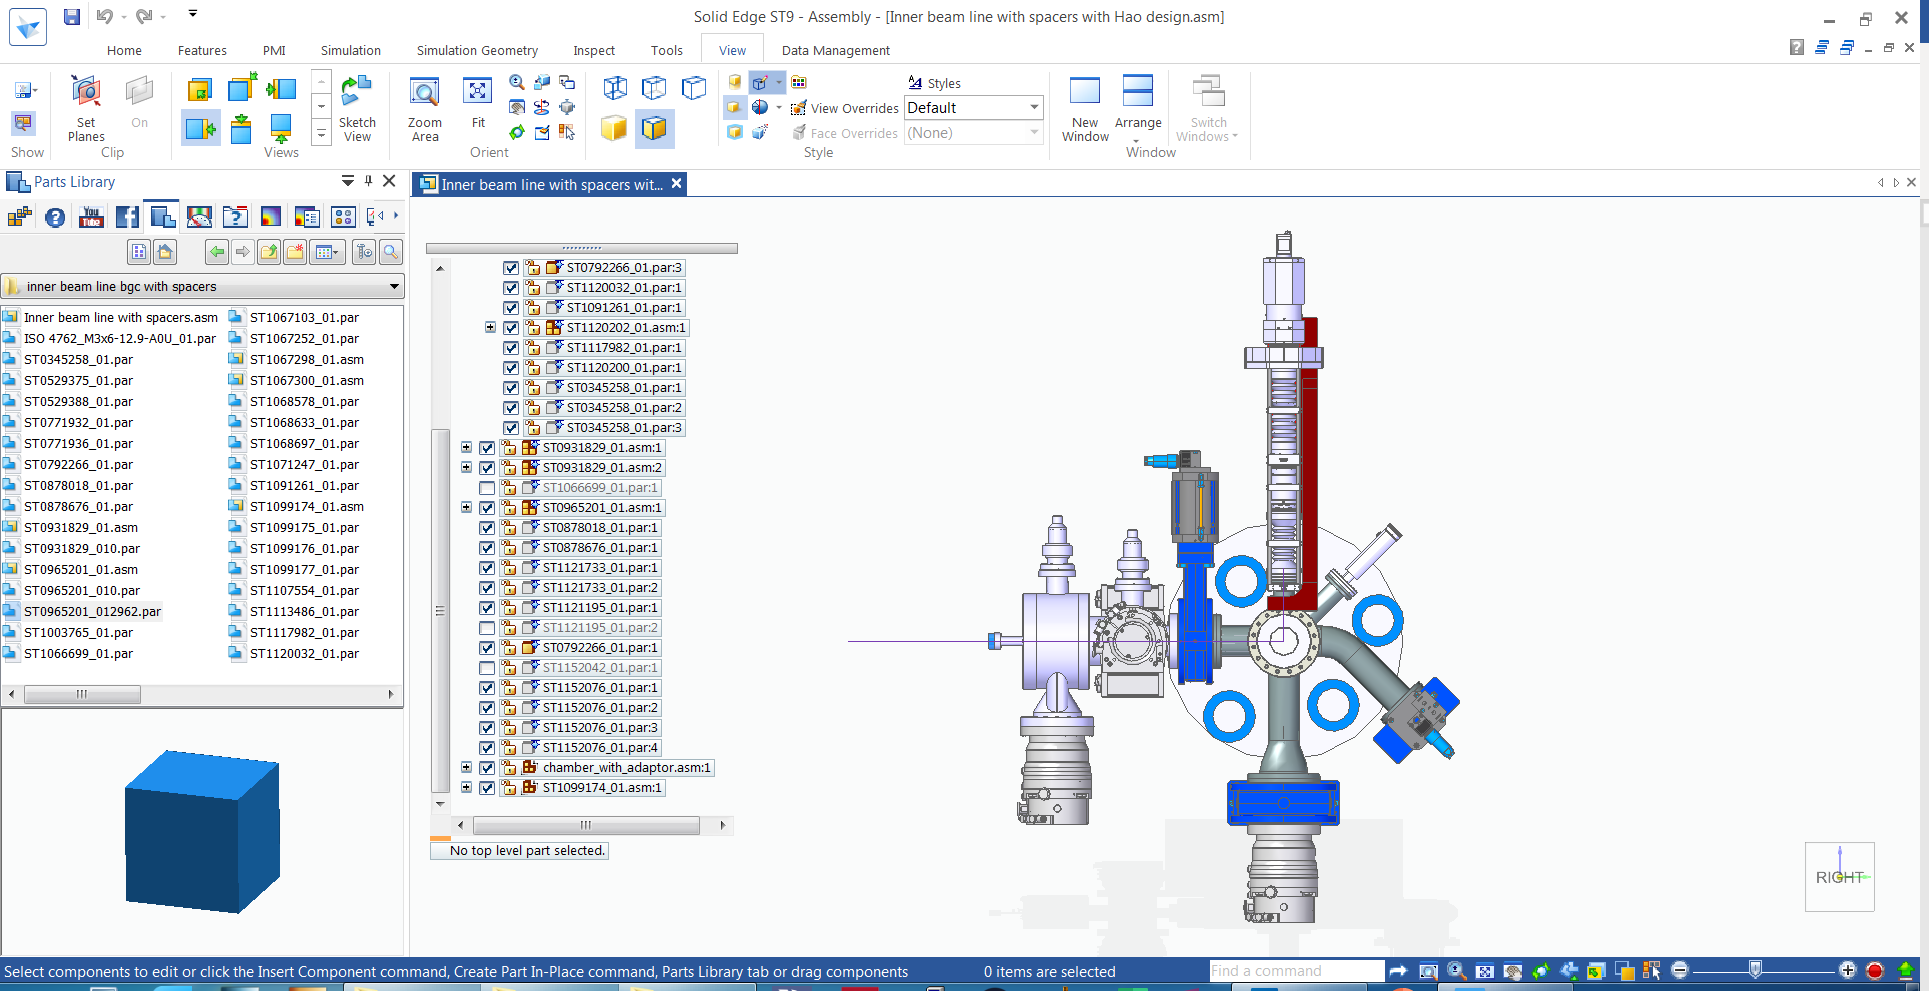 Solid Edge ST9 - Assembly - [Inner beam line with spacers with Hao design.asm]
Home Features PMI Simulation Simulation Geometry Inspect Tools View Data Management
Set Planes
On
Sketch View
Zoom Area
Fit
Styles
View Overrides Default
Face Overrides (None)
New Window
Arrange
Switch Windows
Show Clip Views Orient Style Window
Parts Library
Inner beam line with spacers wit...
You Tube
inner beam line bgc with spacers
Inner beam line with spacers.asm
ISO 4762_M3x6-12.9-A0U_01.par
ST0345258_01.par
ST0529375_01.par
ST0529388_01.par
ST0771932_01.par
ST0771936_01.par
ST0792266_01.par
ST0878018_01.par
ST0878676_01.par
ST0931829_01.asm
ST0931829_010.par
ST0965201_01.asm
ST0965201_010.par
ST0965201_012962.par
ST1003765_01.par
ST1066699_01.par
ST1067103_01.par
ST1067252_01.par
ST1067298_01.asm
ST1067300_01.asm
ST1068578_01.par
ST1068633_01.par
ST1068697_01.par
ST1071247_01.par
ST1091261_01.par
ST1099174_01.asm
ST1099175_01.par
ST1099176_01.par
ST1099177_01.par
ST1107554_01.par
ST1113486_01.par
ST1117982_01.par
ST1120032_01.par
ST0792266_01.par:3
ST1120032_01.par:1
ST1091261_01.par:1
ST1120202_01.asm:1
ST1117982_01.par:1
ST1120200_01.par:1
ST0345258_01.par:1
ST0345258_01.par:2
ST0345258_01.par:3
ST0931829_01.asm:1
ST0931829_01.asm:2
ST1066699_01.par:1
ST0965201_01.asm:1
ST0878018_01.par:1
ST0878676_01.par:1
ST1121733_01.par:1
ST1121733_01.par:2
ST1121195_01.par:1
ST1121195_01.par:2
ST0792266_01.par:1
ST1152042_01.par:1
ST1152076_01.par:1
ST1152076_01.par:2
ST1152076_01.par:3
ST1152076_01.par:4
chamber_with_adaptor.asm:1
ST1099174_01.asm:1
No top level part selected.
RIGHT
Select components to edit or click the Insert Component command, Create Part In-Place command, Parts Library tab or drag components
0 items are selected
Find a command